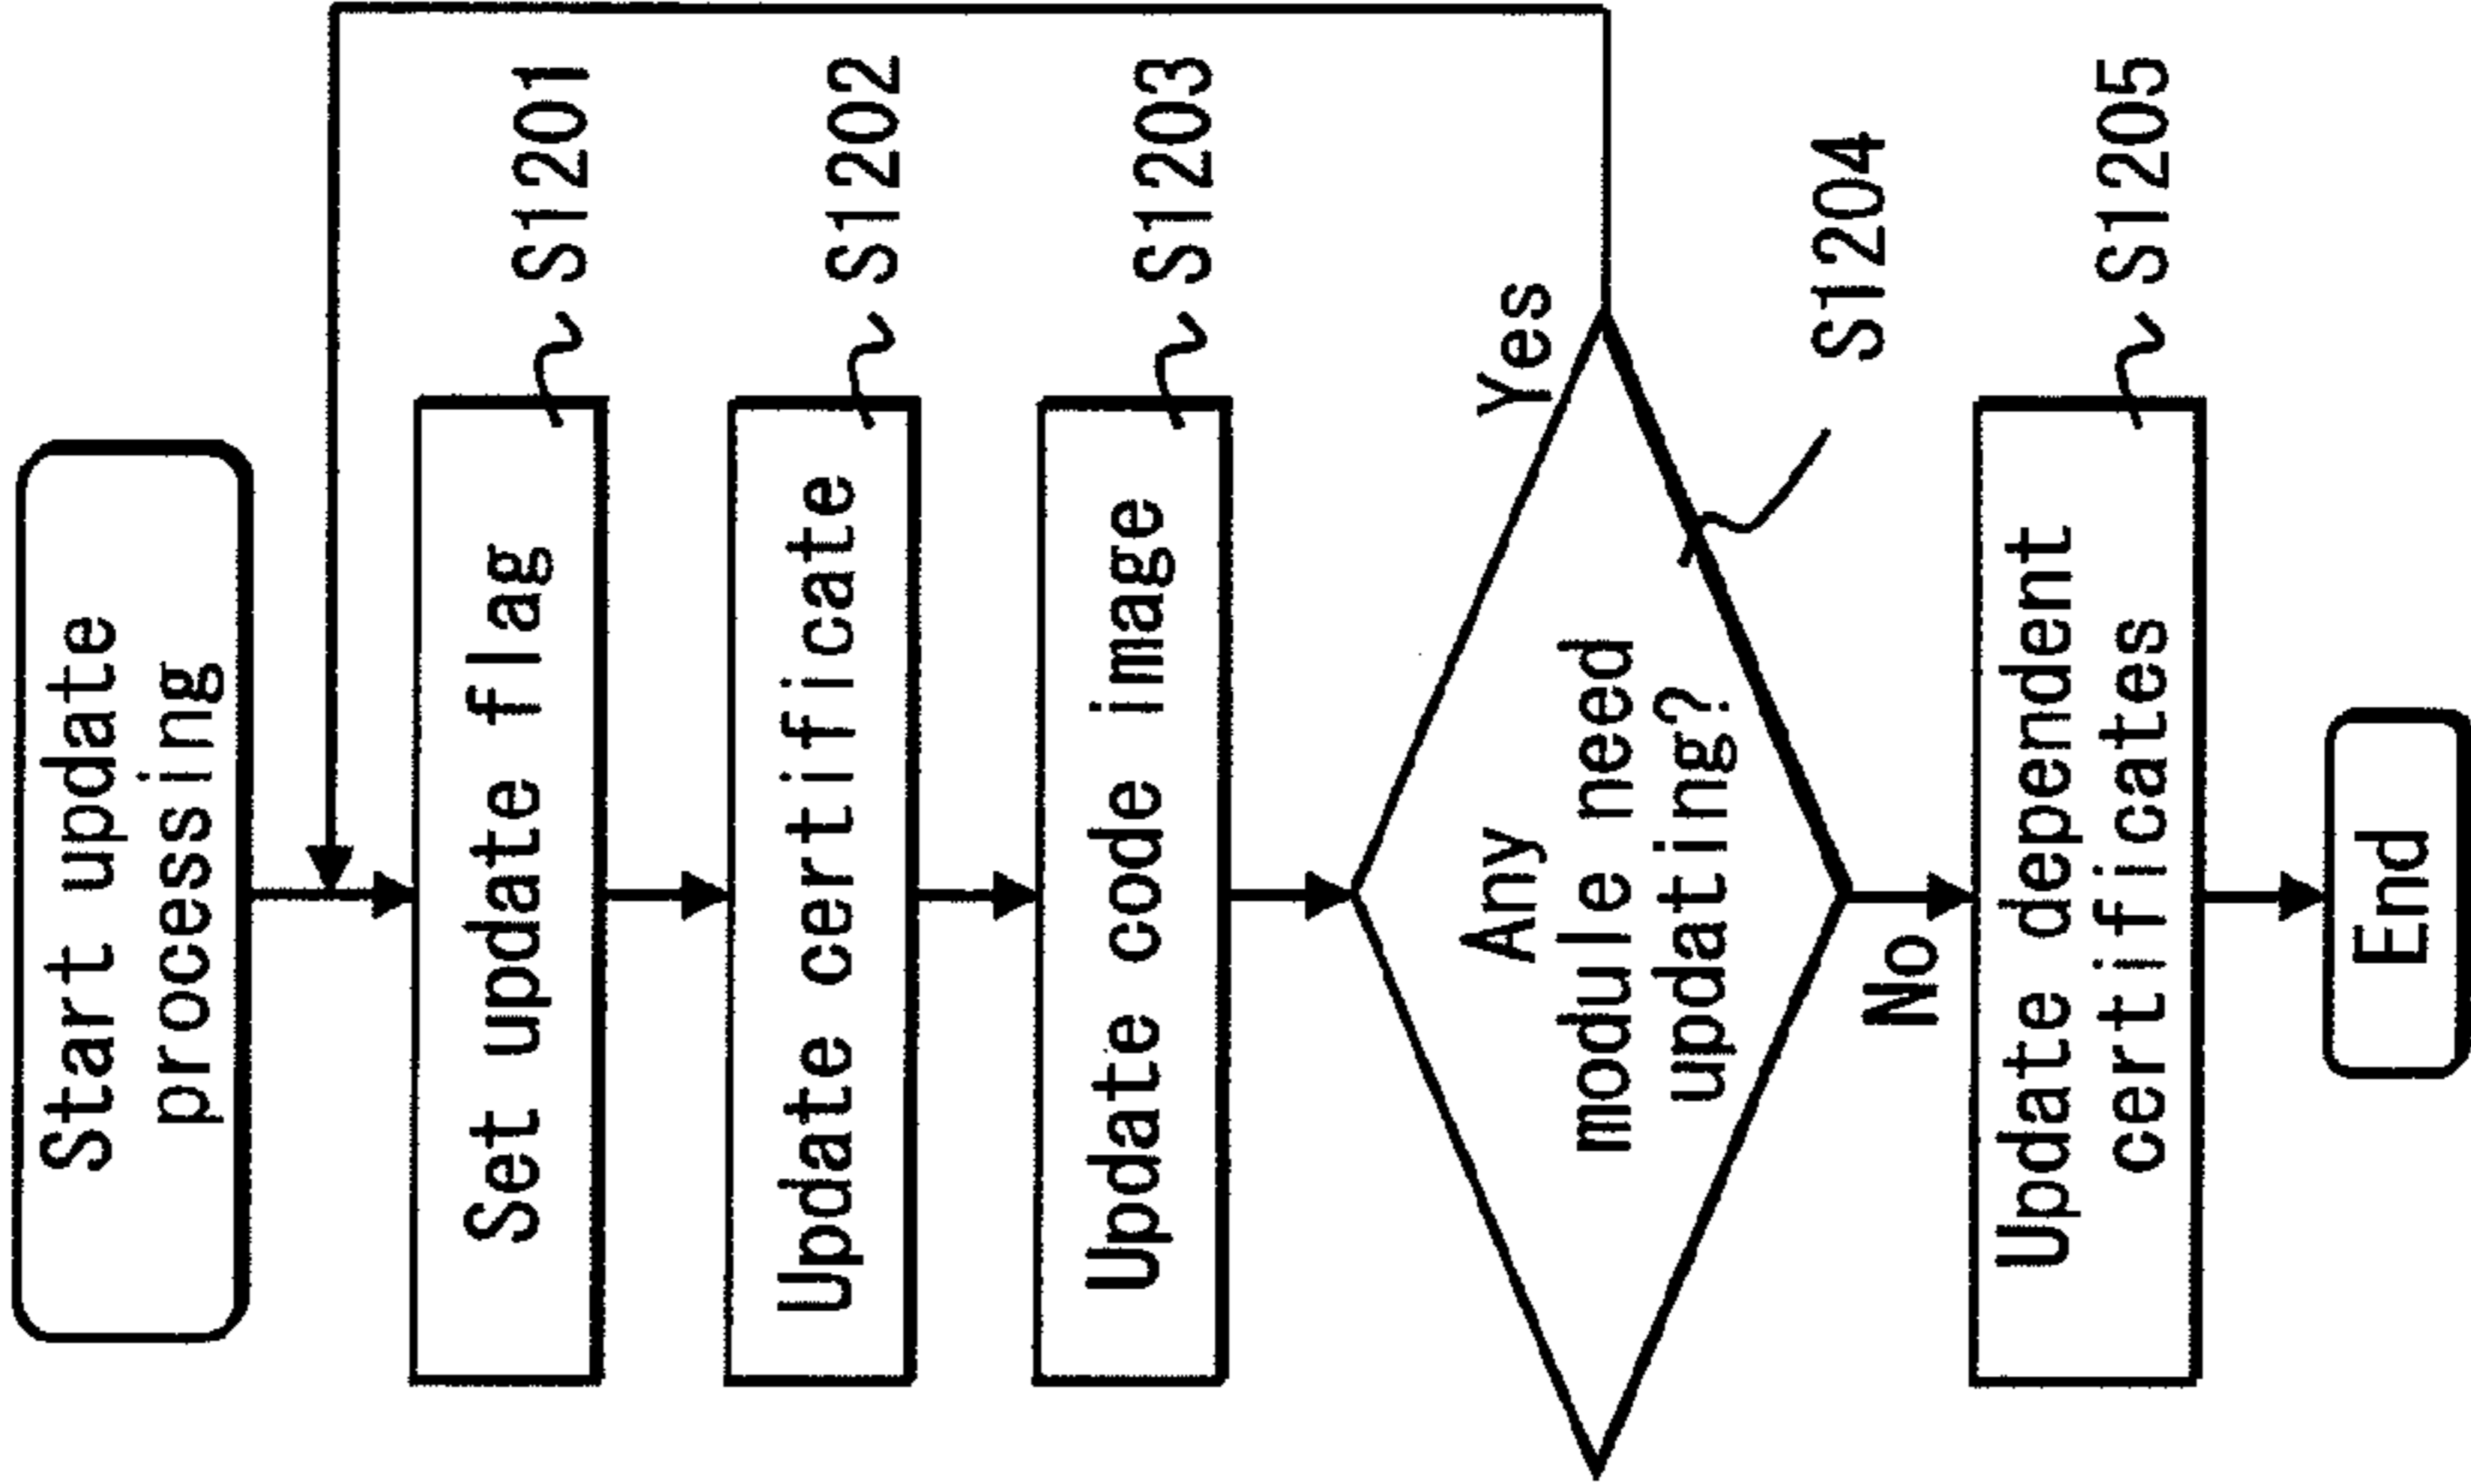 Start update
processing
Set update flag
S1201
Update certificate
S1202
Update code image
S1203
Any
module need
updating?
Yes
S1204
No
Update dependent
certificates
S1205
End